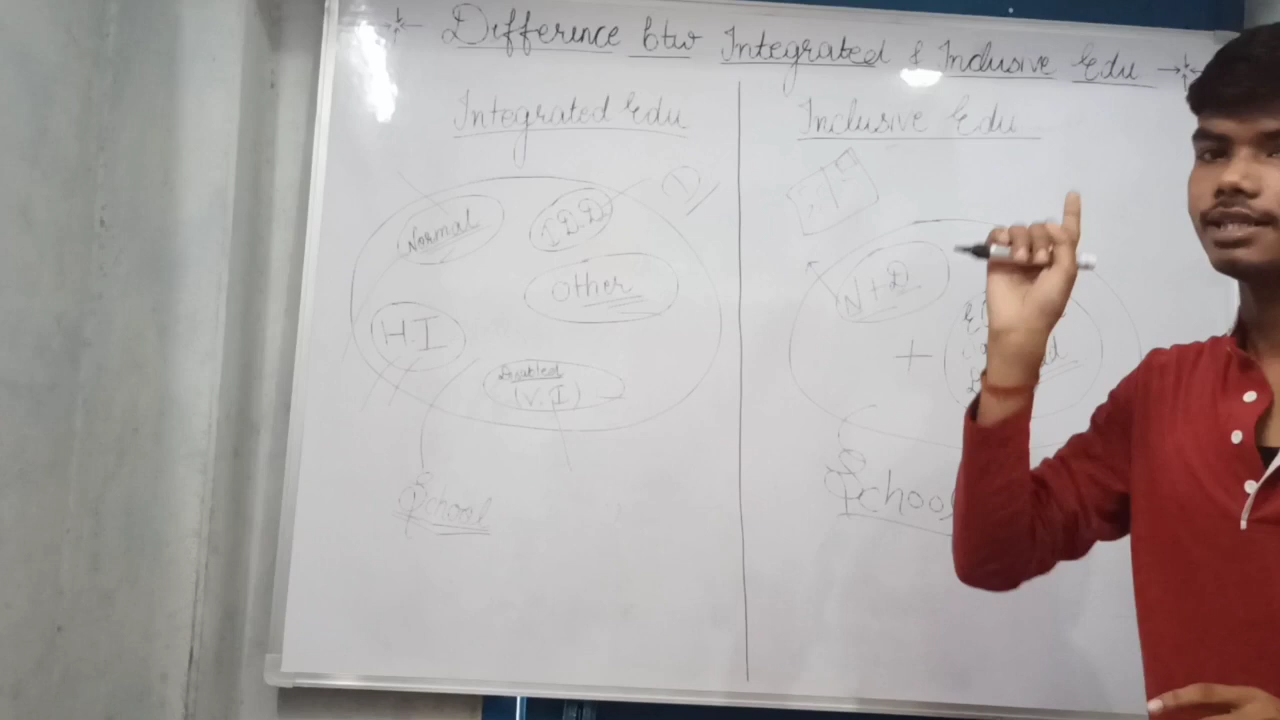 Difference btw Integrated & Inclusive Edu
Integrated Edu
Normal
I.D.D.
Other
H.I
Disabled
(V.I)
School
Inclusive Edu
N+D
+
School